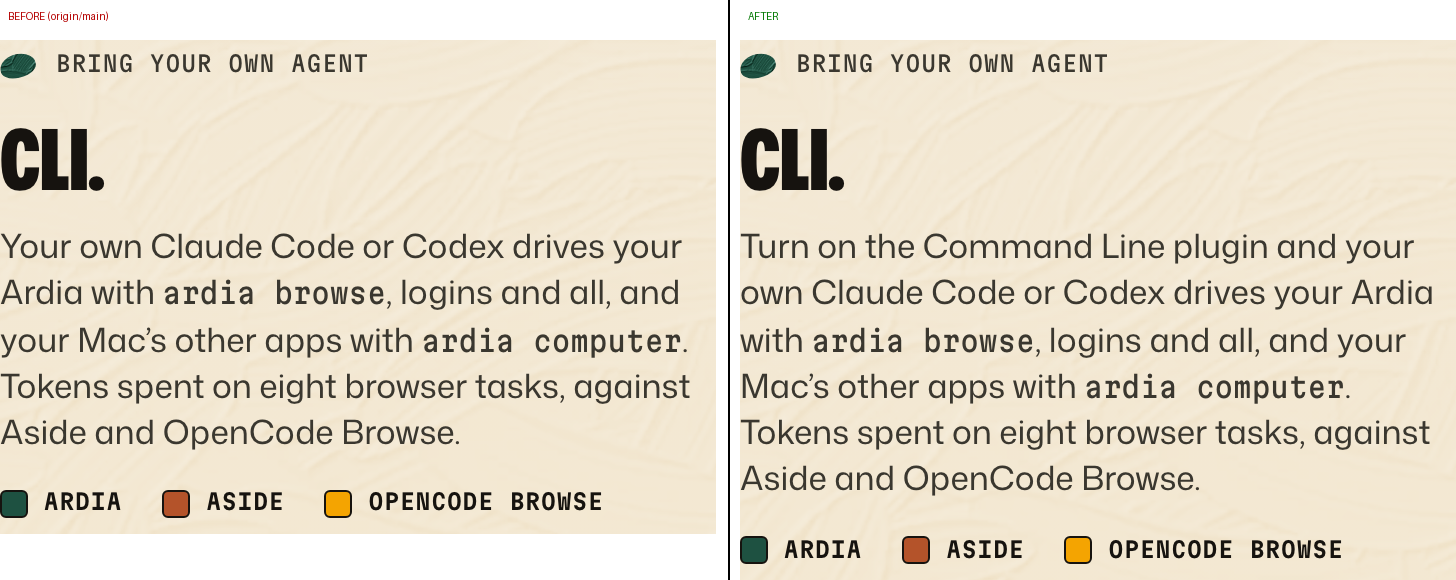 BEFORE (origin/main)
BRING YOUR OWN AGENT
CLI.
Your own Claude Code or Codex drives your
Ardia with ardia browse, logins and all, and
your Mac’s other apps with ardia computer.
Tokens spent on eight browser tasks, against
Aside and OpenCode Browse.
ARDIA ASIDE OPENCODE BROWSE
AFTER
BRING YOUR OWN AGENT
CLI.
Turn on the Command Line plugin and your
own Claude Code or Codex drives your Ardia
with ardia browse, logins and all, and your
Mac’s other apps with ardia computer.
Tokens spent on eight browser tasks, against
Aside and OpenCode Browse.
ARDIA ASIDE OPENCODE BROWSE